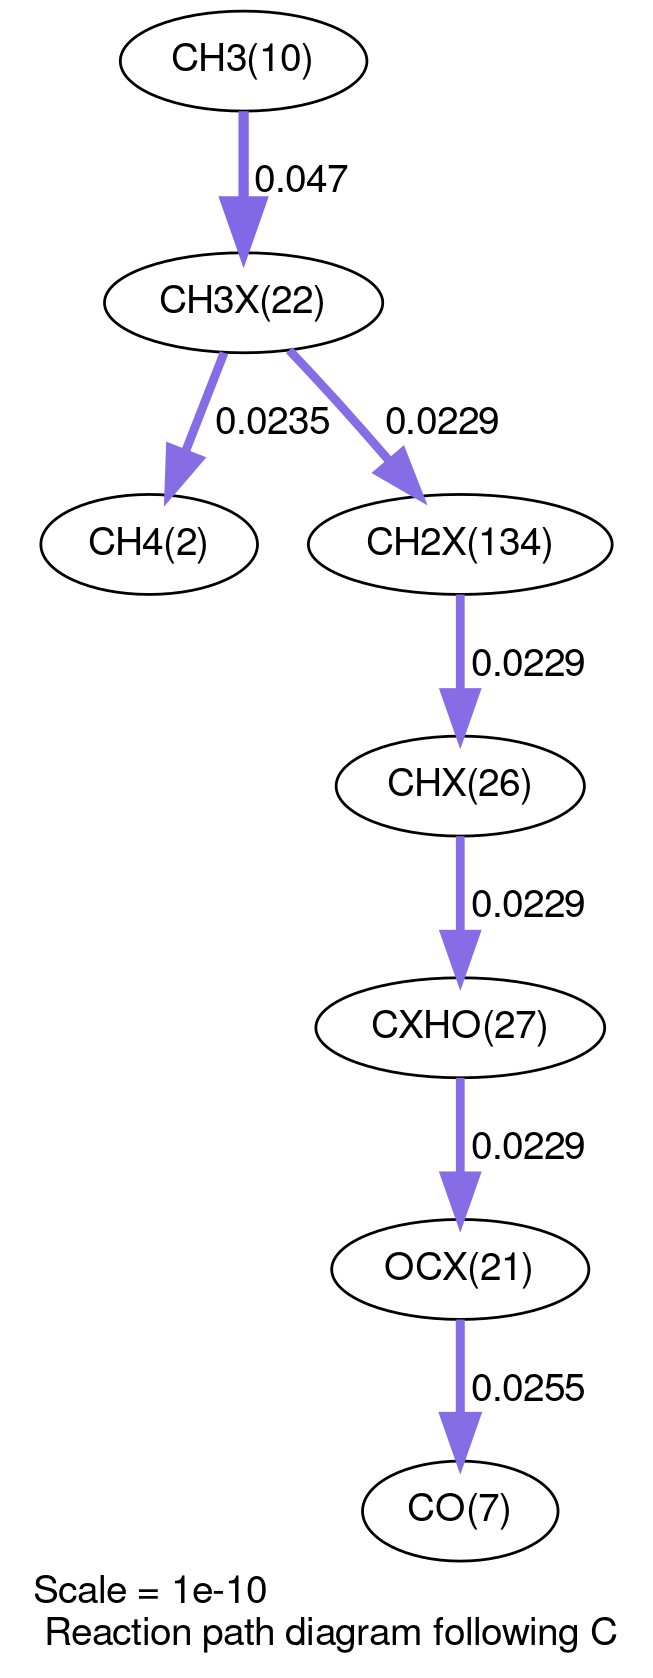 CH3(10)
0.047
CH3X(22)
0.0235
0.0229
CH4(2)
CH2X(134)
0.0229
CHX(26)
0.0229
CXHO(27)
0.0229
OCX(21)
0.0255
CO(7)
Scale = 1e-10
Reaction path diagram following C